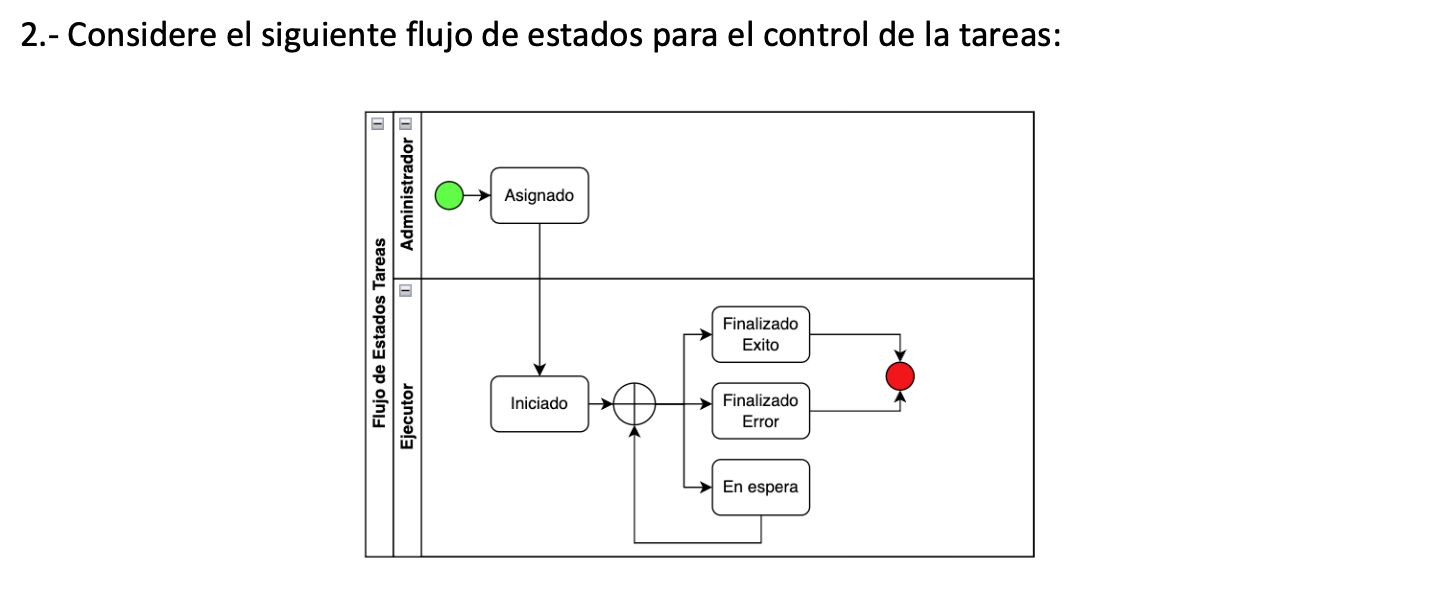 2.- Considere el siguiente flujo de estados para el control de la tareas:
Flujo de Estados Tareas
Administrador
Asignado
Ejecutor
Iniciado
Finalizado
Exito
Finalizado
Error
En espera